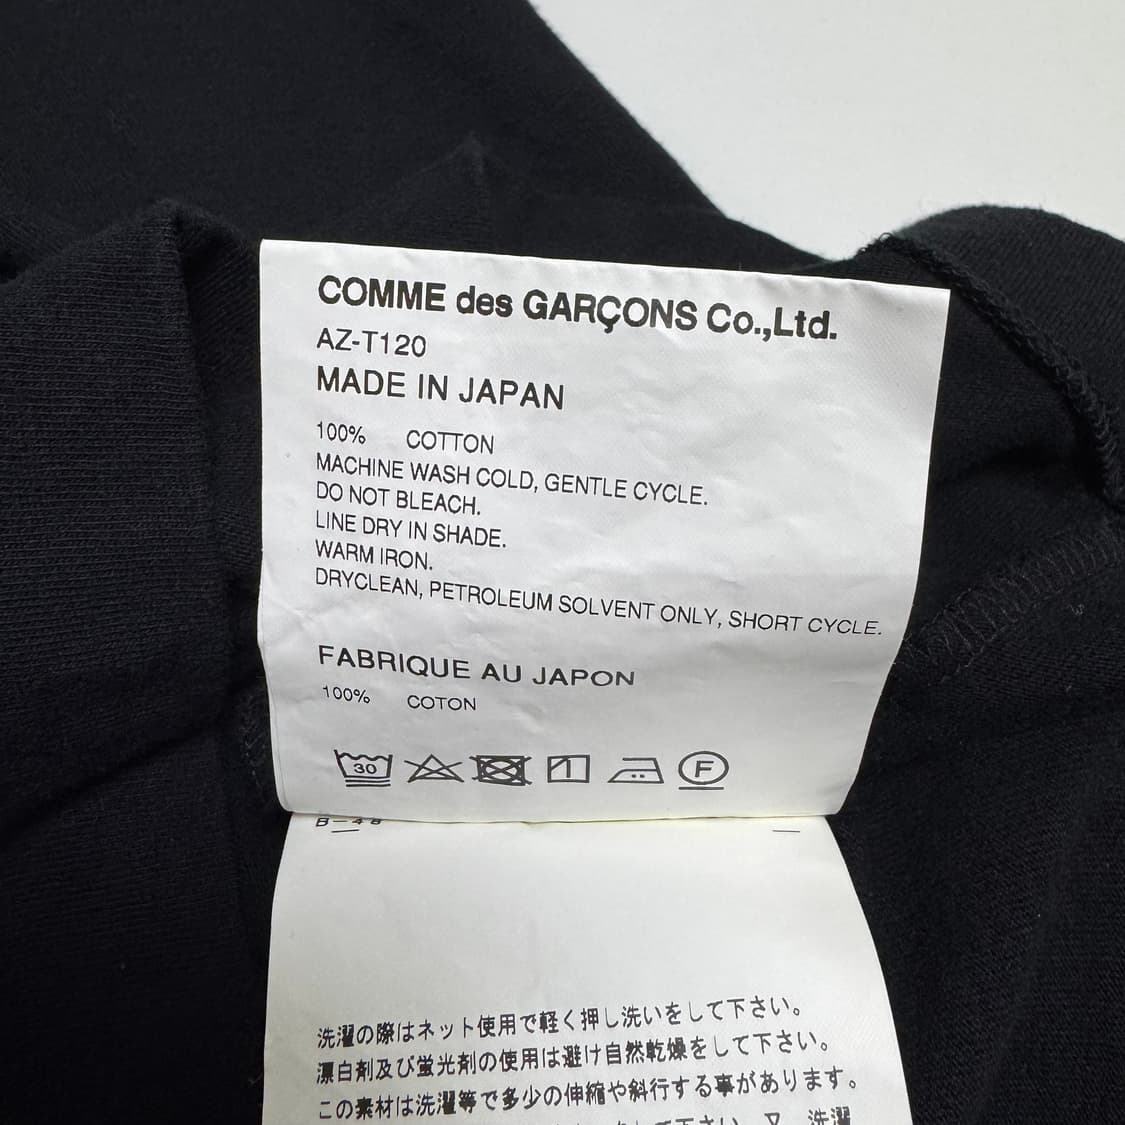 COMME des GARÇONS Co.,Ltd.
AZ-T120
MADE IN JAPAN
100% COTTON
MACHINE WASH COLD, GENTLE CYCLE.
DO NOT BLEACH.
LINE DRY IN SHADE.
WARM IRON.
DRYCLEAN, PETROLEUM SOLVENT ONLY, SHORT CYCLE.
FABRIQUE AU JAPON
100% COTON
30 F
洗濯の際はネット使用で軽く押し洗いをして下さい。
漂白剤及び蛍光剤の使用は避け自然乾燥をして下さい。
この素材は洗濯等で多少の伸縮や斜行する事があります。